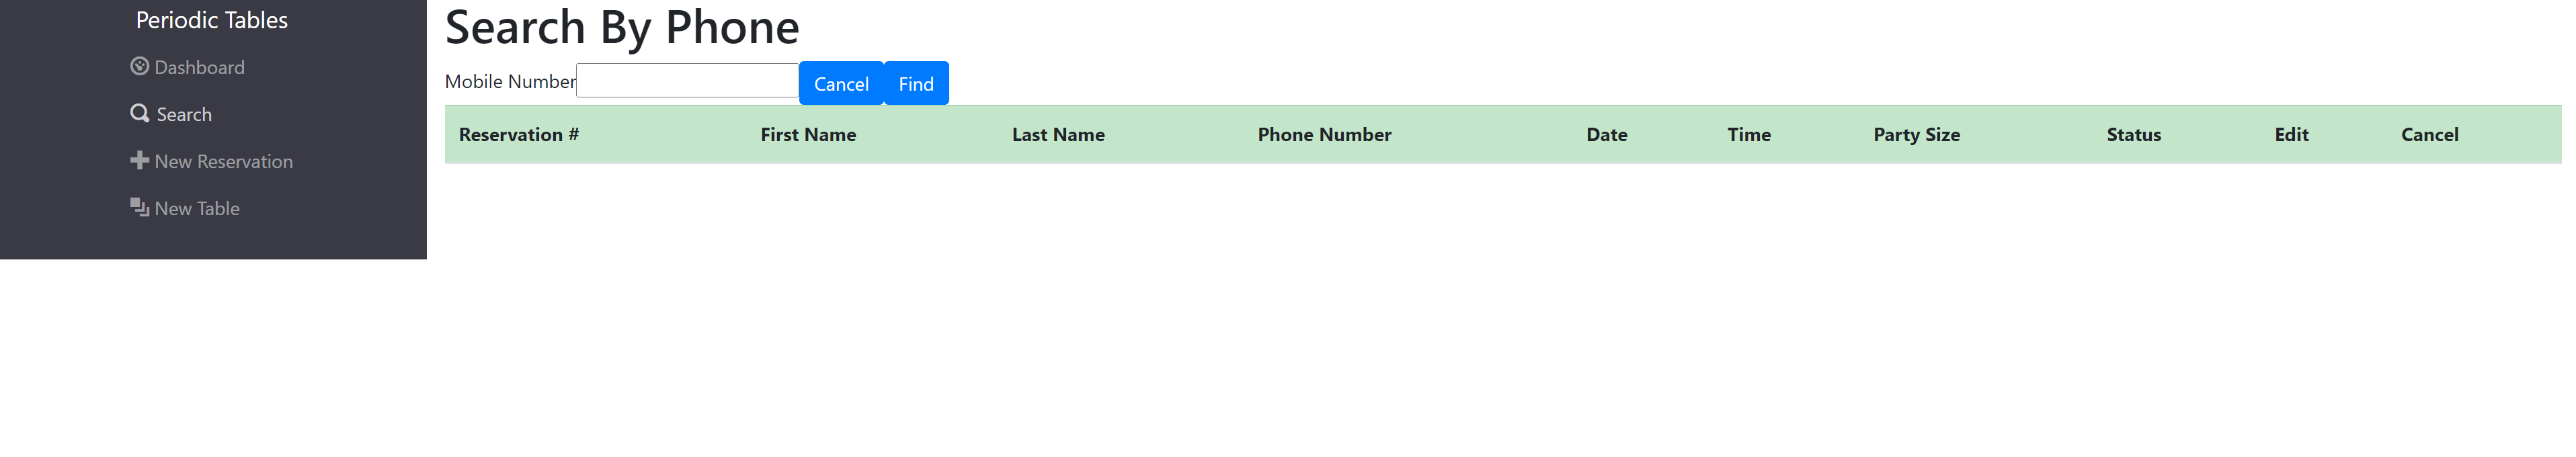 Periodic Tables
Dashboard
Search
New Reservation
New Table
Search By Phone
Mobile Number Cancel Find
Reservation # First Name Last Name Phone Number Date Time Party Size Status Edit Cancel